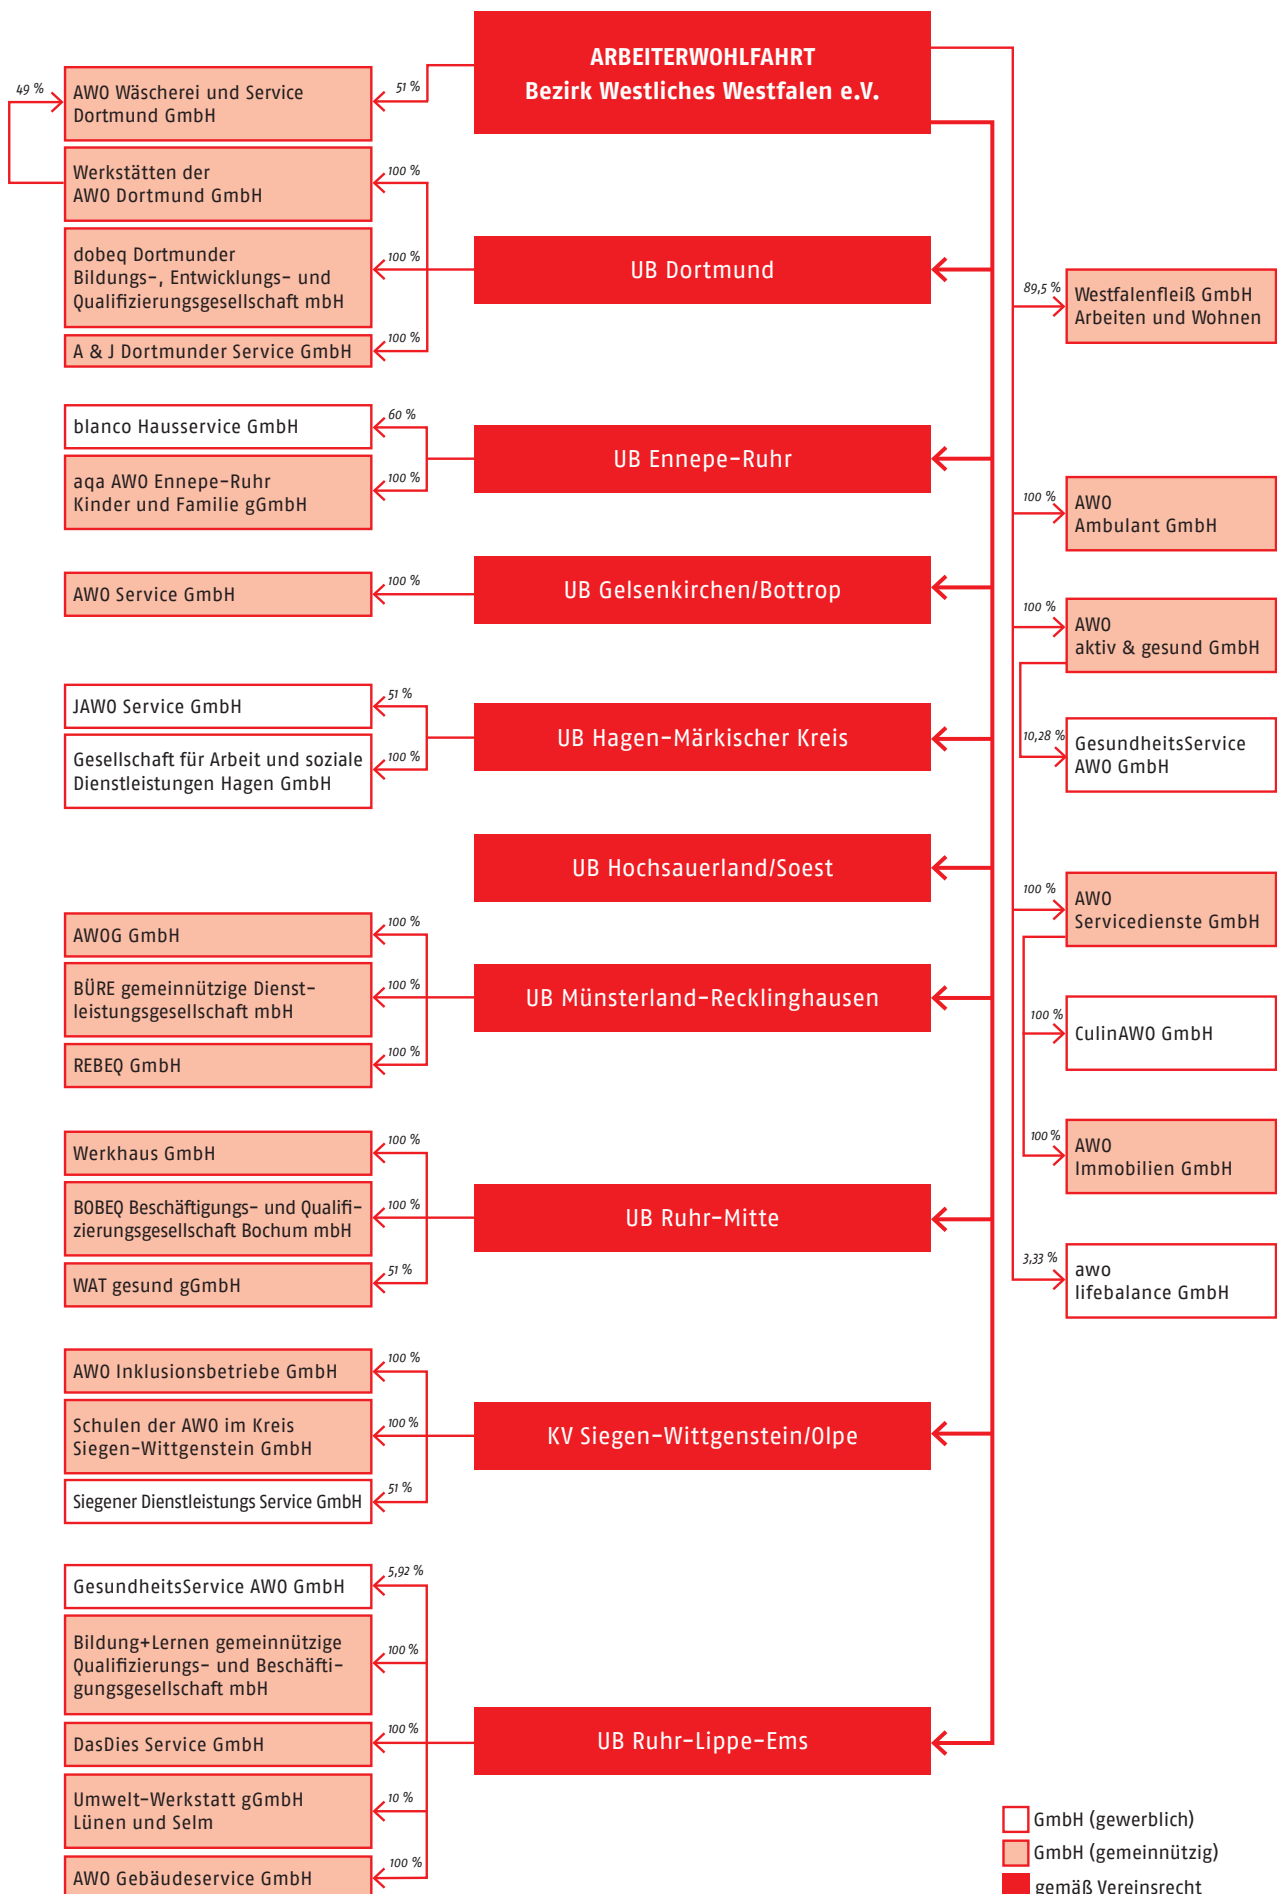 ARBEITERWOHLFAHRT
Bezirk Westliches Westfalen e.V.
49 %
51 %
AWO Wäscherei und Service
Dortmund GmbH
100 %
Werkstätten der
AWO Dortmund GmbH
100 %
dobeq Dortmunder
Bildungs-, Entwicklungs- und
Qualifizierungsgesellschaft mbH
100 %
A & J Dortmunder Service GmbH
UB Dortmund
60 %
blanco Hausservice GmbH
100 %
aqa AWO Ennepe-Ruhr
Kinder und Familie gGmbH
UB Ennepe-Ruhr
100 %
AWO Service GmbH
UB Gelsenkirchen/Bottrop
51 %
JAWO Service GmbH
100 %
Gesellschaft für Arbeit und soziale
Dienstleistungen Hagen GmbH
UB Hagen-Märkischer Kreis
UB Hochsauerland/Soest
100 %
AWOG GmbH
100 %
BÜRE gemeinnützige Dienst-
leistungsgesellschaft mbH
100 %
REBEQ GmbH
UB Münsterland-Recklinghausen
100 %
Werkhaus GmbH
100 %
BOBEQ Beschäftigungs- und Qualifi-
zierungsgesellschaft Bochum mbH
51 %
WAT gesund gGmbH
UB Ruhr-Mitte
100 %
AWO Inklusionsbetriebe GmbH
100 %
Schulen der AWO im Kreis
Siegen-Wittgenstein GmbH
51 %
Siegener Dienstleistungs Service GmbH
KV Siegen-Wittgenstein/Olpe
5,92 %
GesundheitsService AWO GmbH
100 %
Bildung+Lernen gemeinnützige
Qualifizierungs- und Beschäfti-
gungsgesellschaft mbH
100 %
DasDies Service GmbH
10 %
Umwelt-Werkstatt gGmbH
Lünen und Selm
100 %
AWO Gebäudeservice GmbH
UB Ruhr-Lippe-Ems
89,5 %
Westfalenfleiß GmbH
Arbeiten und Wohnen
100 %
AWO
Ambulant GmbH
100 %
AWO
aktiv & gesund GmbH
10,28 %
GesundheitsService
AWO GmbH
100 %
AWO
Servicedienste GmbH
100 %
CulinAWO GmbH
100 %
AWO
Immobilien GmbH
3,33 %
awo
lifebalance GmbH
GmbH (gewerblich)
GmbH (gemeinnützig)
gemäß Vereinsrecht